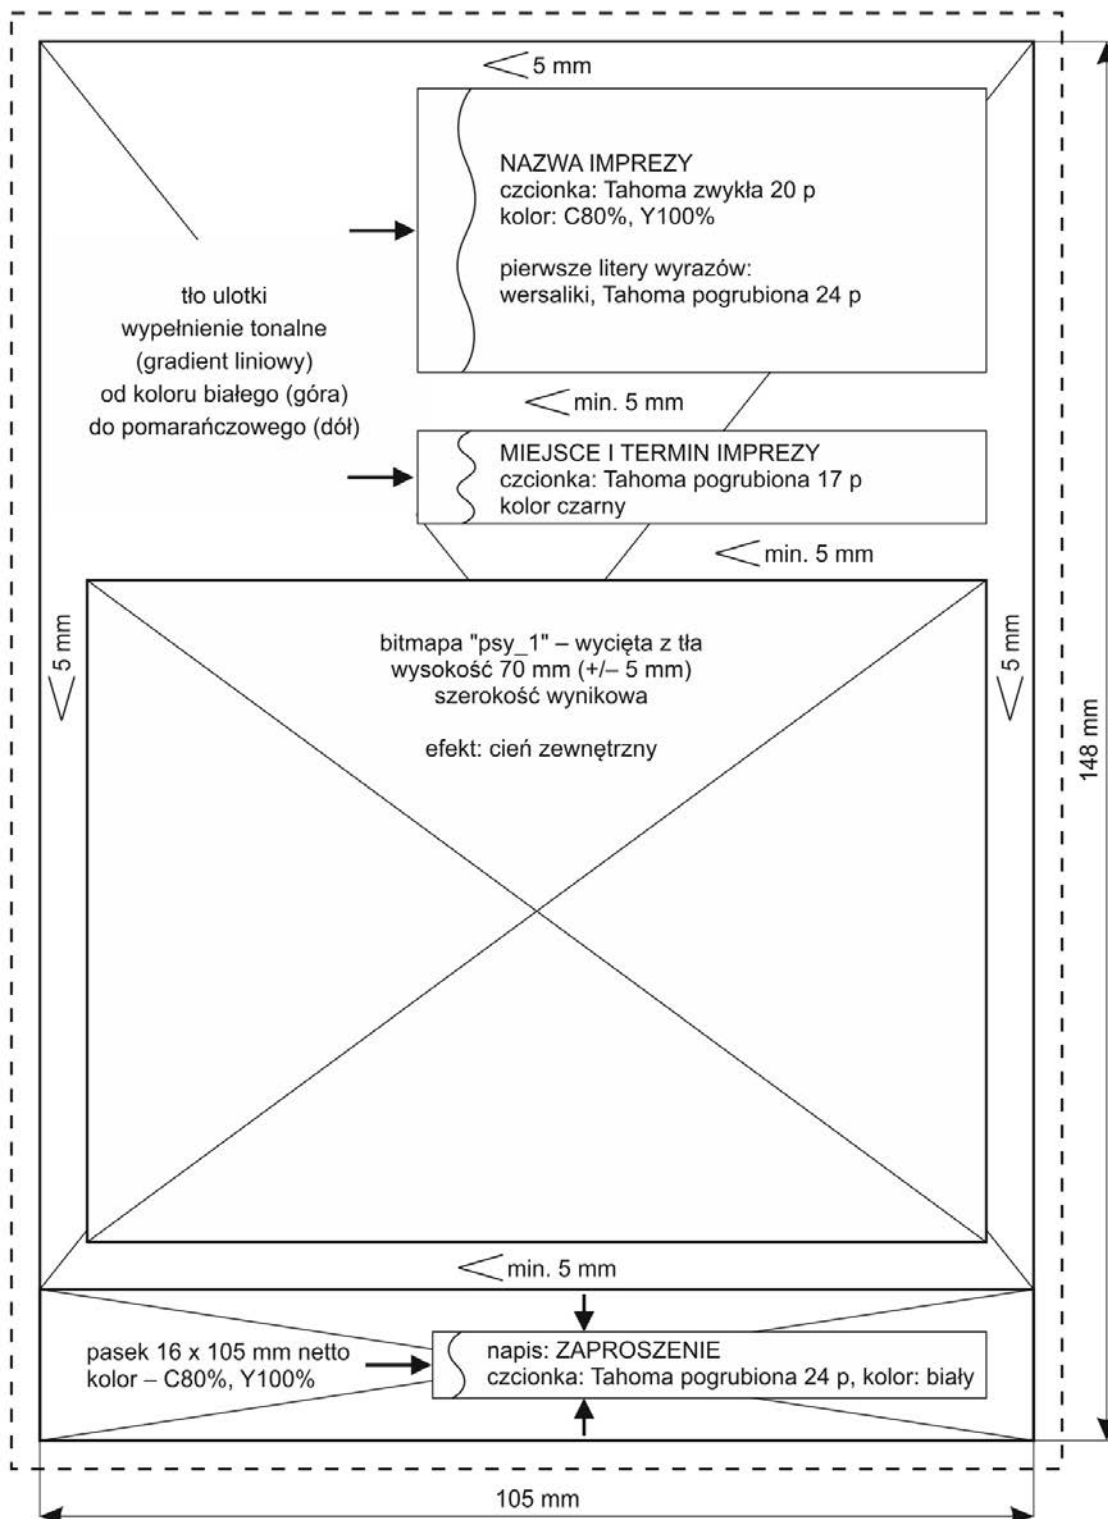 5 mm
NAZWA IMPREZY
czcionka: Tahoma zwykła 20 p
kolor: C80%, Y100%
pierwsze litery wyrazów:
wersaliki, Tahoma pogrubiona 24 p
tło ulotki
wypełnienie tonalne
(gradient liniowy)
od koloru białego (góra)
do pomarańczowego (dół)
min. 5 mm
MIEJSCE I TERMIN IMPREZY
czcionka: Tahoma pogrubiona 17 p
kolor czarny
min. 5 mm
5 mm
bitmapa "psy_1" – wycięta z tła
wysokość 70 mm (+/– 5 mm)
szerokość wynikowa
efekt: cień zewnętrzny
5 mm
148 mm
min. 5 mm
pasek 16 x 105 mm netto
kolor – C80%, Y100%
napis: ZAPROSZENIE
czcionka: Tahoma pogrubiona 24 p, kolor: biały
105 mm